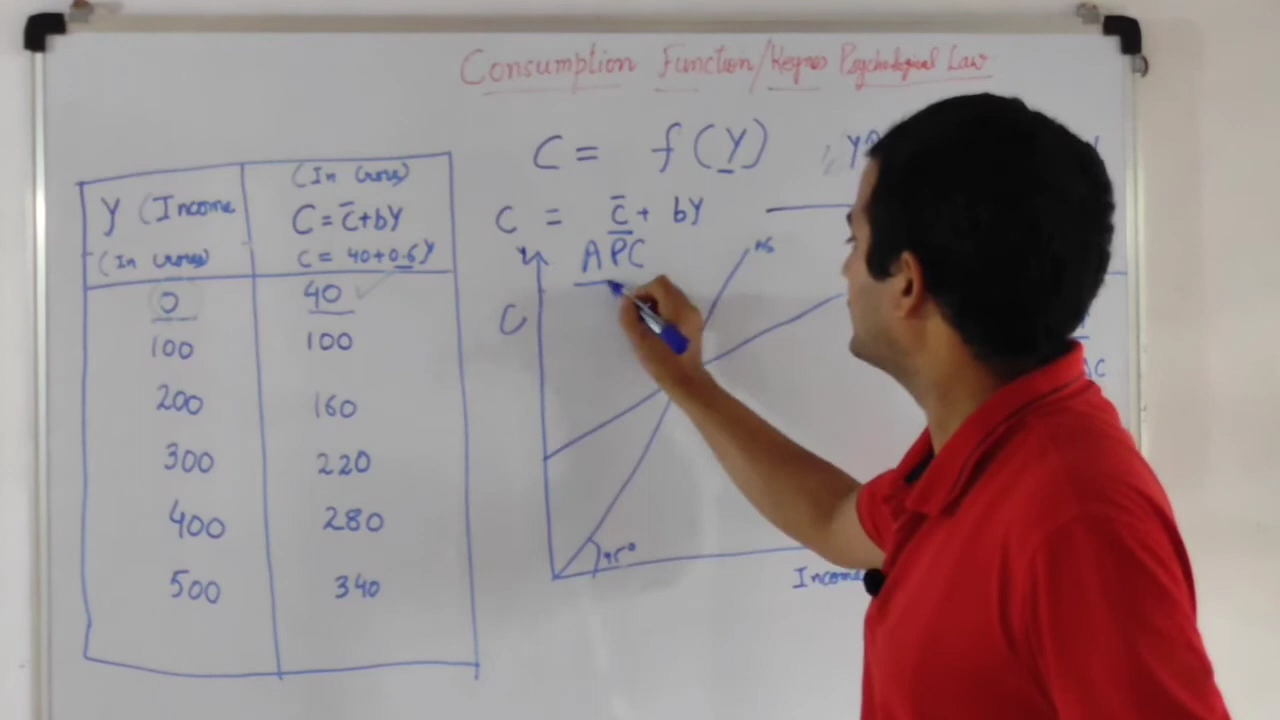 Consumption Function/Keynes Psychological Law
C = f(Y)
C = C̄ + bY
Y (Income (In Crores)
(In Crores) C = C̄+bY
C = 40+0.6Y
0 40
100 100
200 160
300 220
400 280
500 340
Y
APC
C
45°
Income